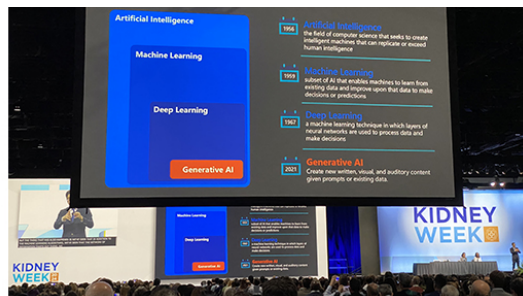 Artificial Intelligence
Machine Learning
Deep Learning
Generative AI
1956
Artificial Intelligence
the field of computer science that seeks to create
intelligent machines that can replicate or exceed
human intelligence
1959
Machine Learning
subset of AI that enables machines to learn from
existing data and improve upon that data to make
decisions or predictions
1967
Deep Learning
a machine learning technique in which layers of
neural networks are used to process data and
make decisions
2021
Generative AI
Create new written, visual, and auditory content
given prompts or existing data.
KIDNEY
WEEK
Machine Learning
Deep Learning
Generative AI
Generative AI
KIDNEY
WEEK